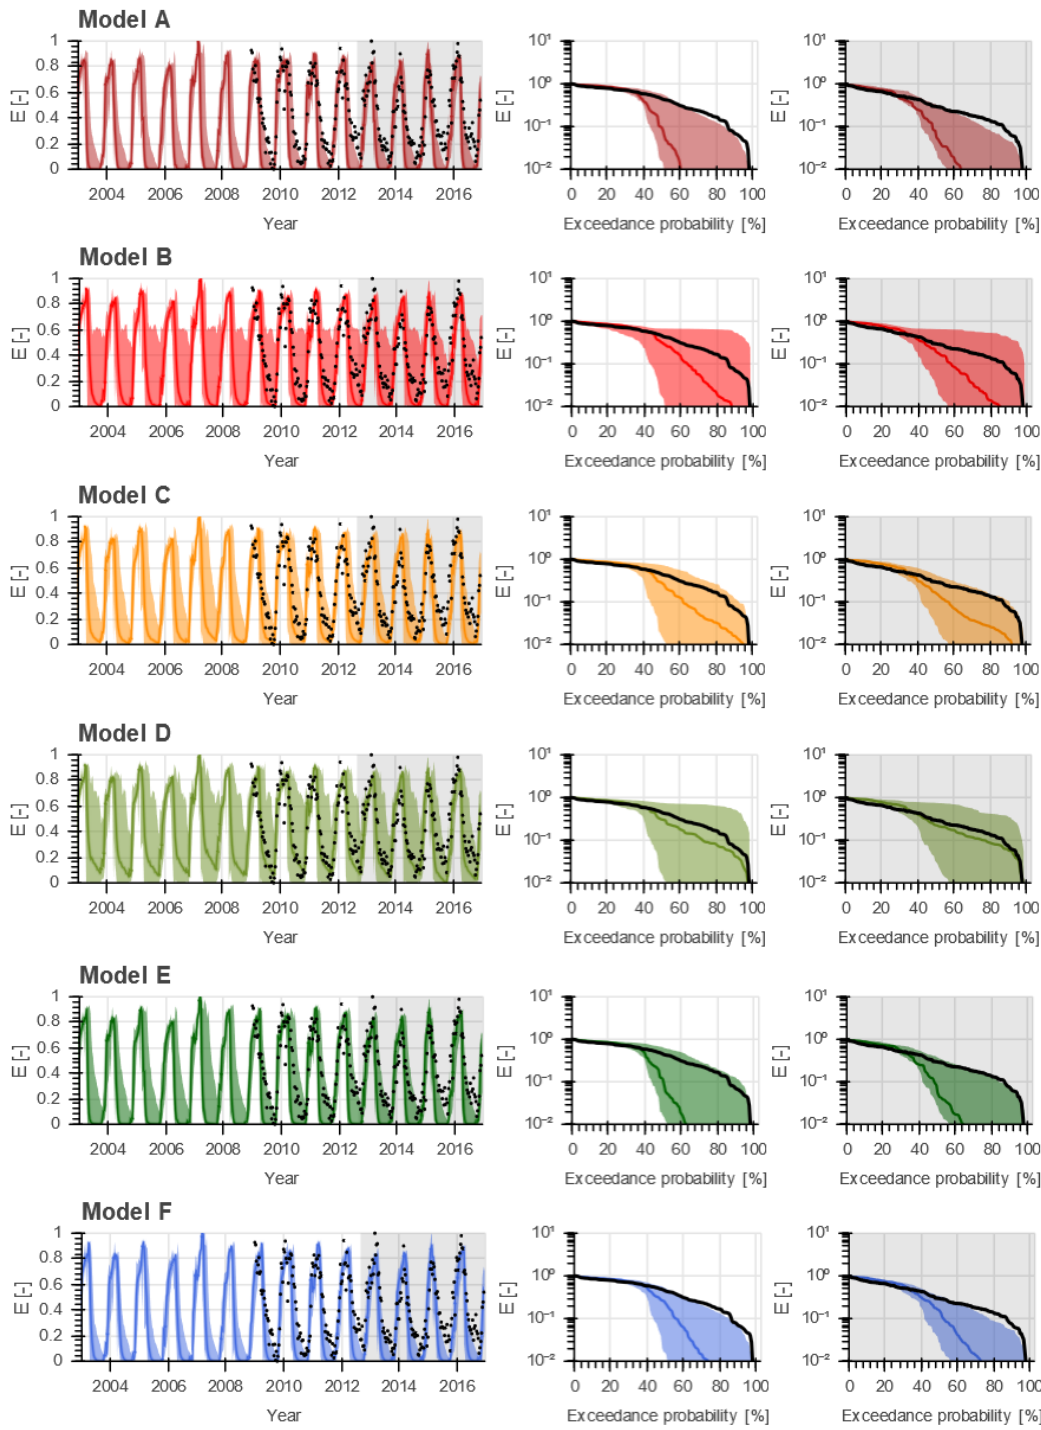 Model A
1 0.8 0.6 0.4 0.2 0
E [-]
2004 2006 2008 2010 2012 2014 2016
Year
10¹ 10⁰ 10⁻¹ 10⁻²
E [-]
0 20 40 60 80 100
Exceedance probability [%]
10¹ 10⁰ 10⁻¹ 10⁻²
E [-]
0 20 40 60 80 100
Exceedance probability [%]
Model B
1 0.8 0.6 0.4 0.2 0
E [-]
2004 2006 2008 2010 2012 2014 2016
Year
10¹ 10⁰ 10⁻¹ 10⁻²
E [-]
0 20 40 60 80 100
Exceedance probability [%]
10¹ 10⁰ 10⁻¹ 10⁻²
E [-]
0 20 40 60 80 100
Exceedance probability [%]
Model C
1 0.8 0.6 0.4 0.2 0
E [-]
2004 2006 2008 2010 2012 2014 2016
Year
10¹ 10⁰ 10⁻¹ 10⁻²
E [-]
0 20 40 60 80 100
Exceedance probability [%]
10¹ 10⁰ 10⁻¹ 10⁻²
E [-]
0 20 40 60 80 100
Exceedance probability [%]
Model D
1 0.8 0.6 0.4 0.2 0
E [-]
2004 2006 2008 2010 2012 2014 2016
Year
10¹ 10⁰ 10⁻¹ 10⁻²
E [-]
0 20 40 60 80 100
Exceedance probability [%]
10¹ 10⁰ 10⁻¹ 10⁻²
E [-]
0 20 40 60 80 100
Exceedance probability [%]
Model E
1 0.8 0.6 0.4 0.2 0
E [-]
2004 2006 2008 2010 2012 2014 2016
Year
10¹ 10⁰ 10⁻¹ 10⁻²
E [-]
0 20 40 60 80 100
Exceedance probability [%]
10¹ 10⁰ 10⁻¹ 10⁻²
E [-]
0 20 40 60 80 100
Exceedance probability [%]
Model F
1 0.8 0.6 0.4 0.2 0
E [-]
2004 2006 2008 2010 2012 2014 2016
Year
10¹ 10⁰ 10⁻¹ 10⁻²
E [-]
0 20 40 60 80 100
Exceedance probability [%]
10¹ 10⁰ 10⁻¹ 10⁻²
E [-]
0 20 40 60 80 100
Exceedance probability [%]